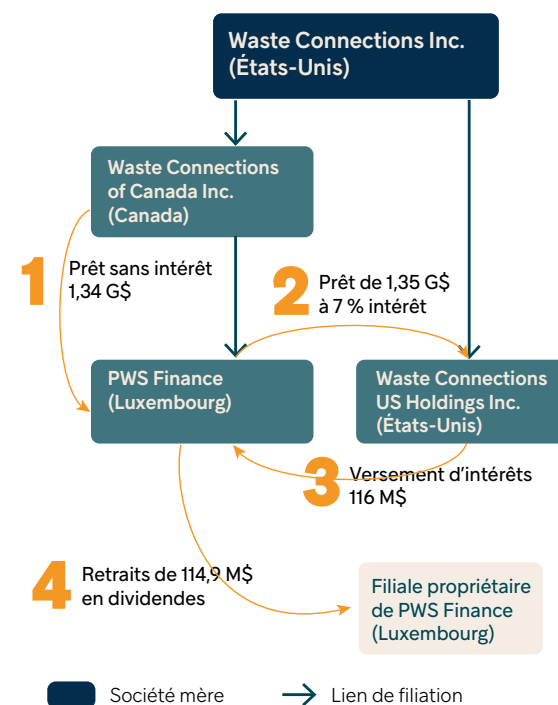 Waste Connections Inc.
(États-Unis)
Waste Connections
of Canada Inc.
(Canada)
1
Prêt sans intérêt
1,34 G$
2
Prêt de 1,35 G$
à 7 % intérêt
PWS Finance
(Luxembourg)
Waste Connections
US Holdings Inc.
(États-Unis)
3
Versement d’intérêts
116 M$
4
Retraits de 114,9 M$
en dividendes
Filiale propriétaire
de PWS Finance
(Luxembourg)
Société mère
Lien de filiation